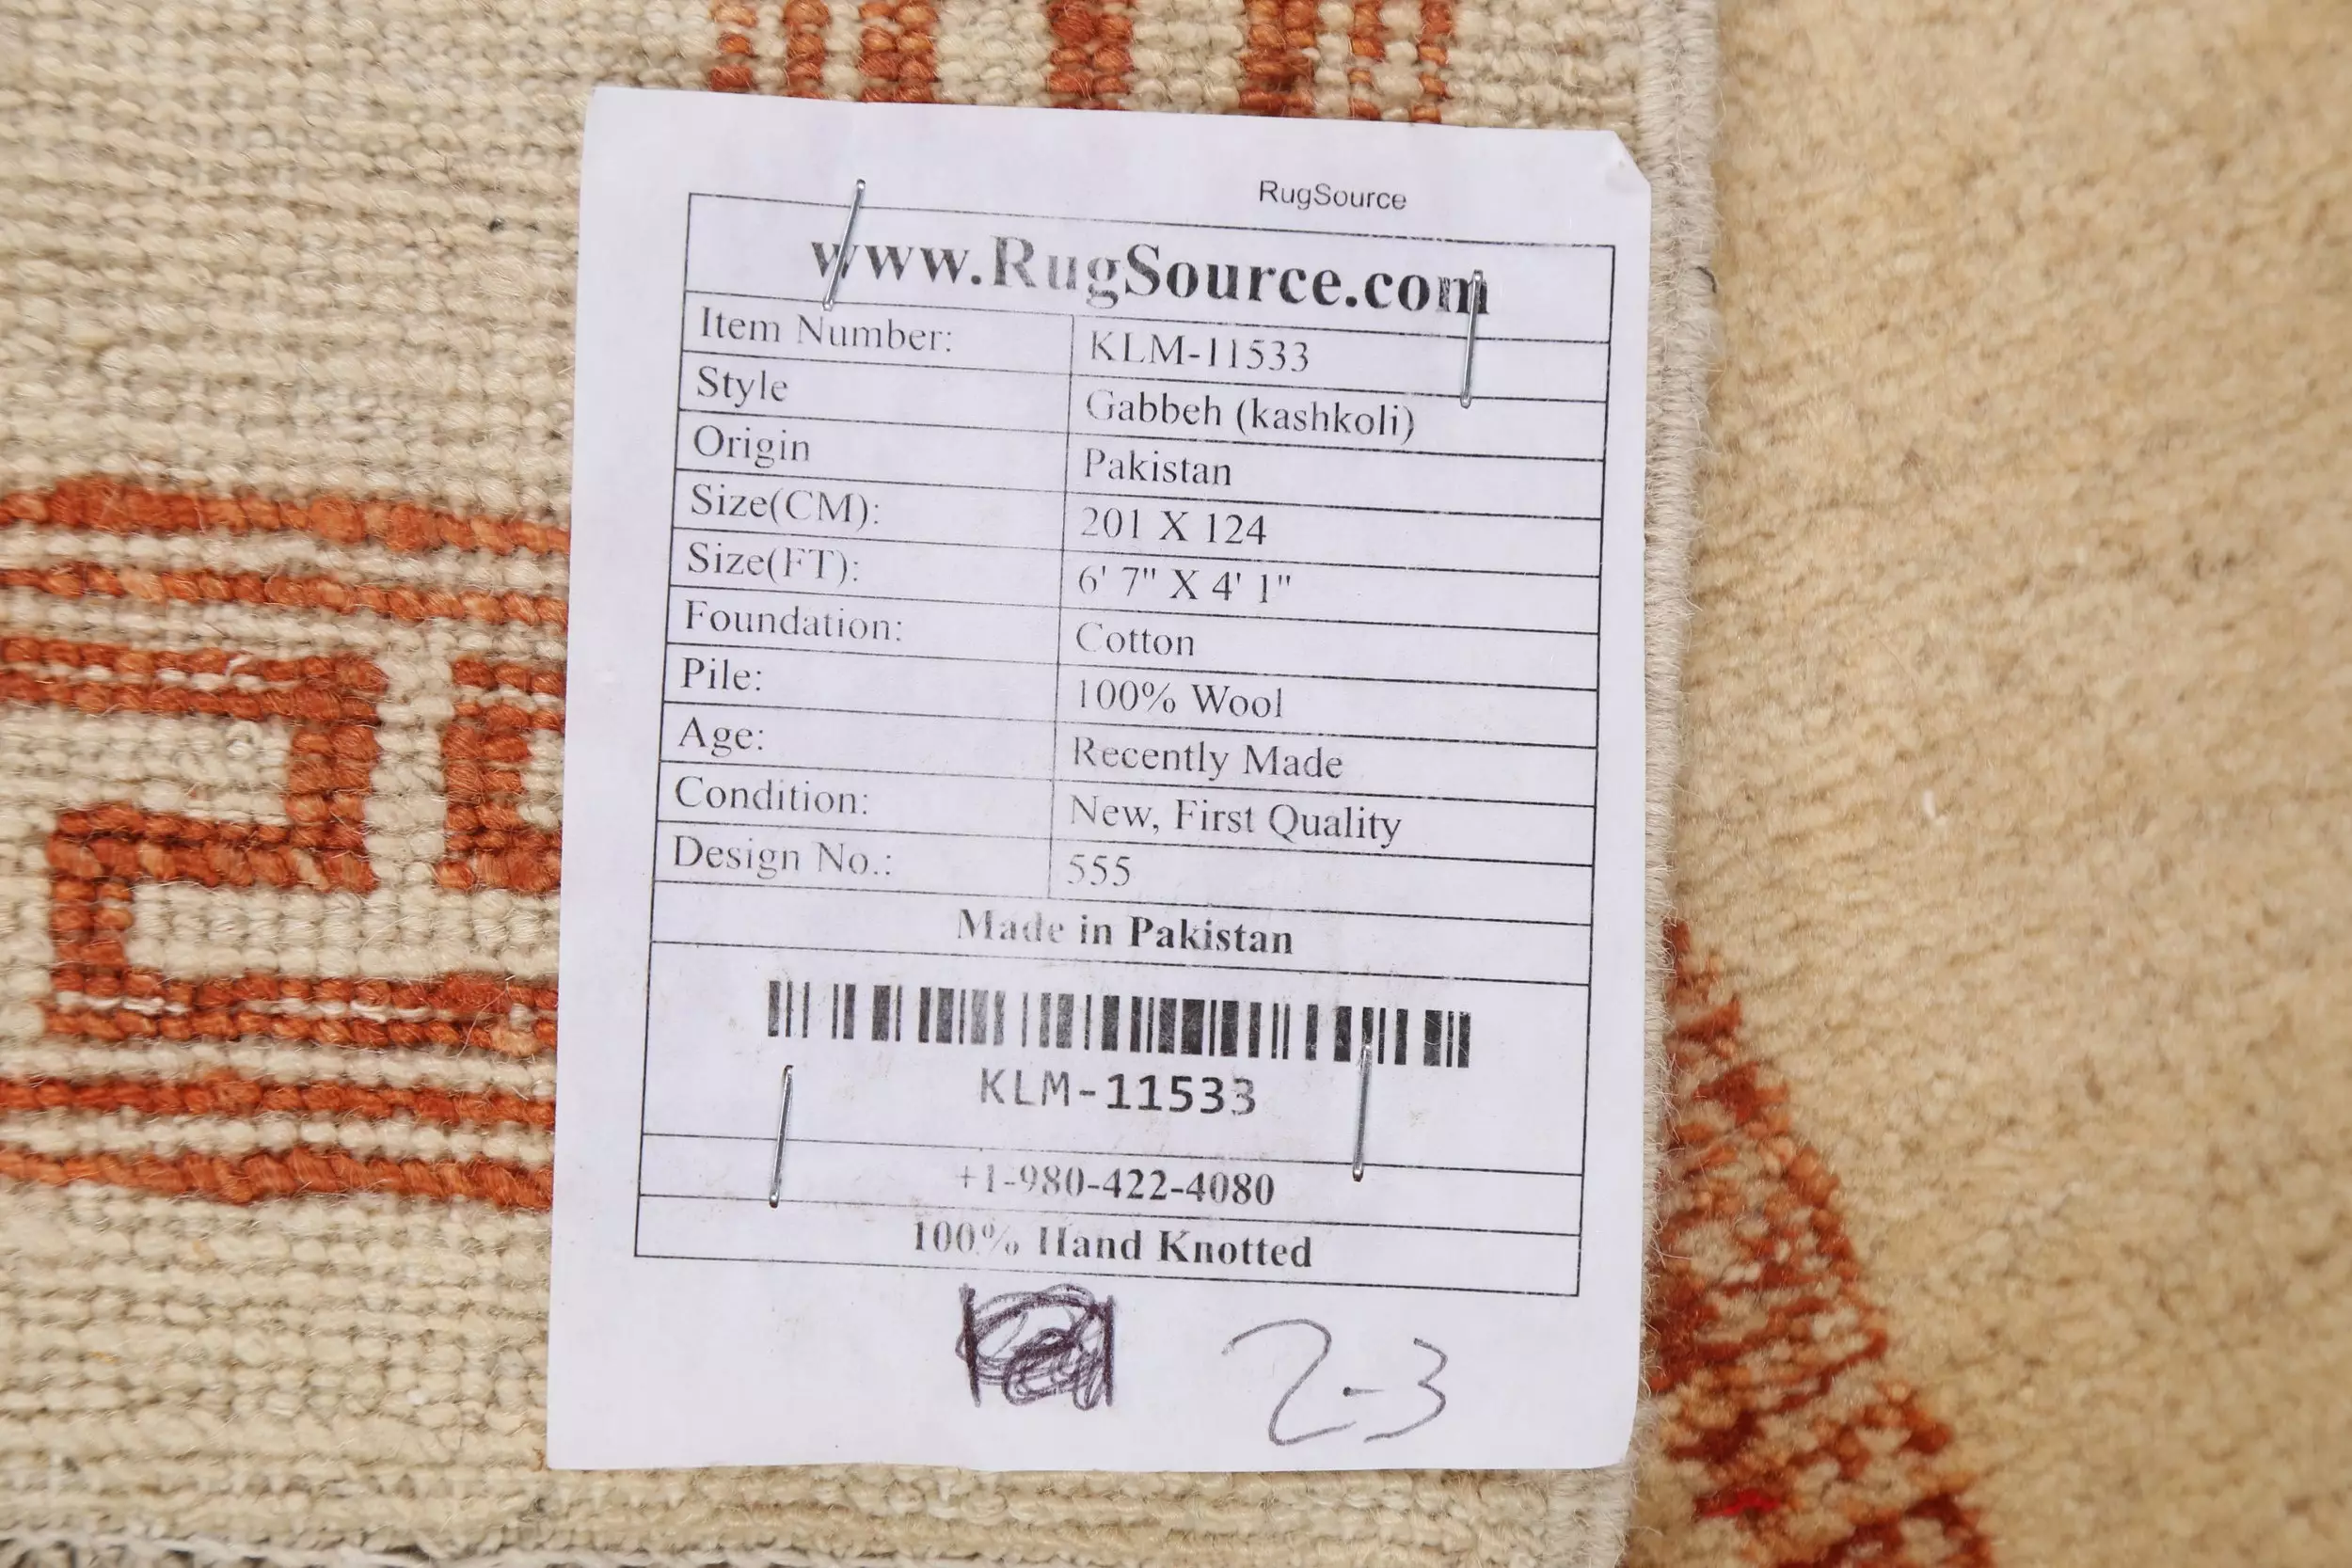 RugSource
www.RugSource.com
Item Number: KLM-11533
Style Gabbeh (kashkoli)
Origin Pakistan
Size(CM): 201 X 124
Size(FT): 6' 7" X 4' 1"
Foundation: Cotton
Pile: 100% Wool
Age: Recently Made
Condition: New, First Quality
Design No.: 555
Made in Pakistan
KLM-11533
+1-980-422-4080
100% Hand Knotted
2-3